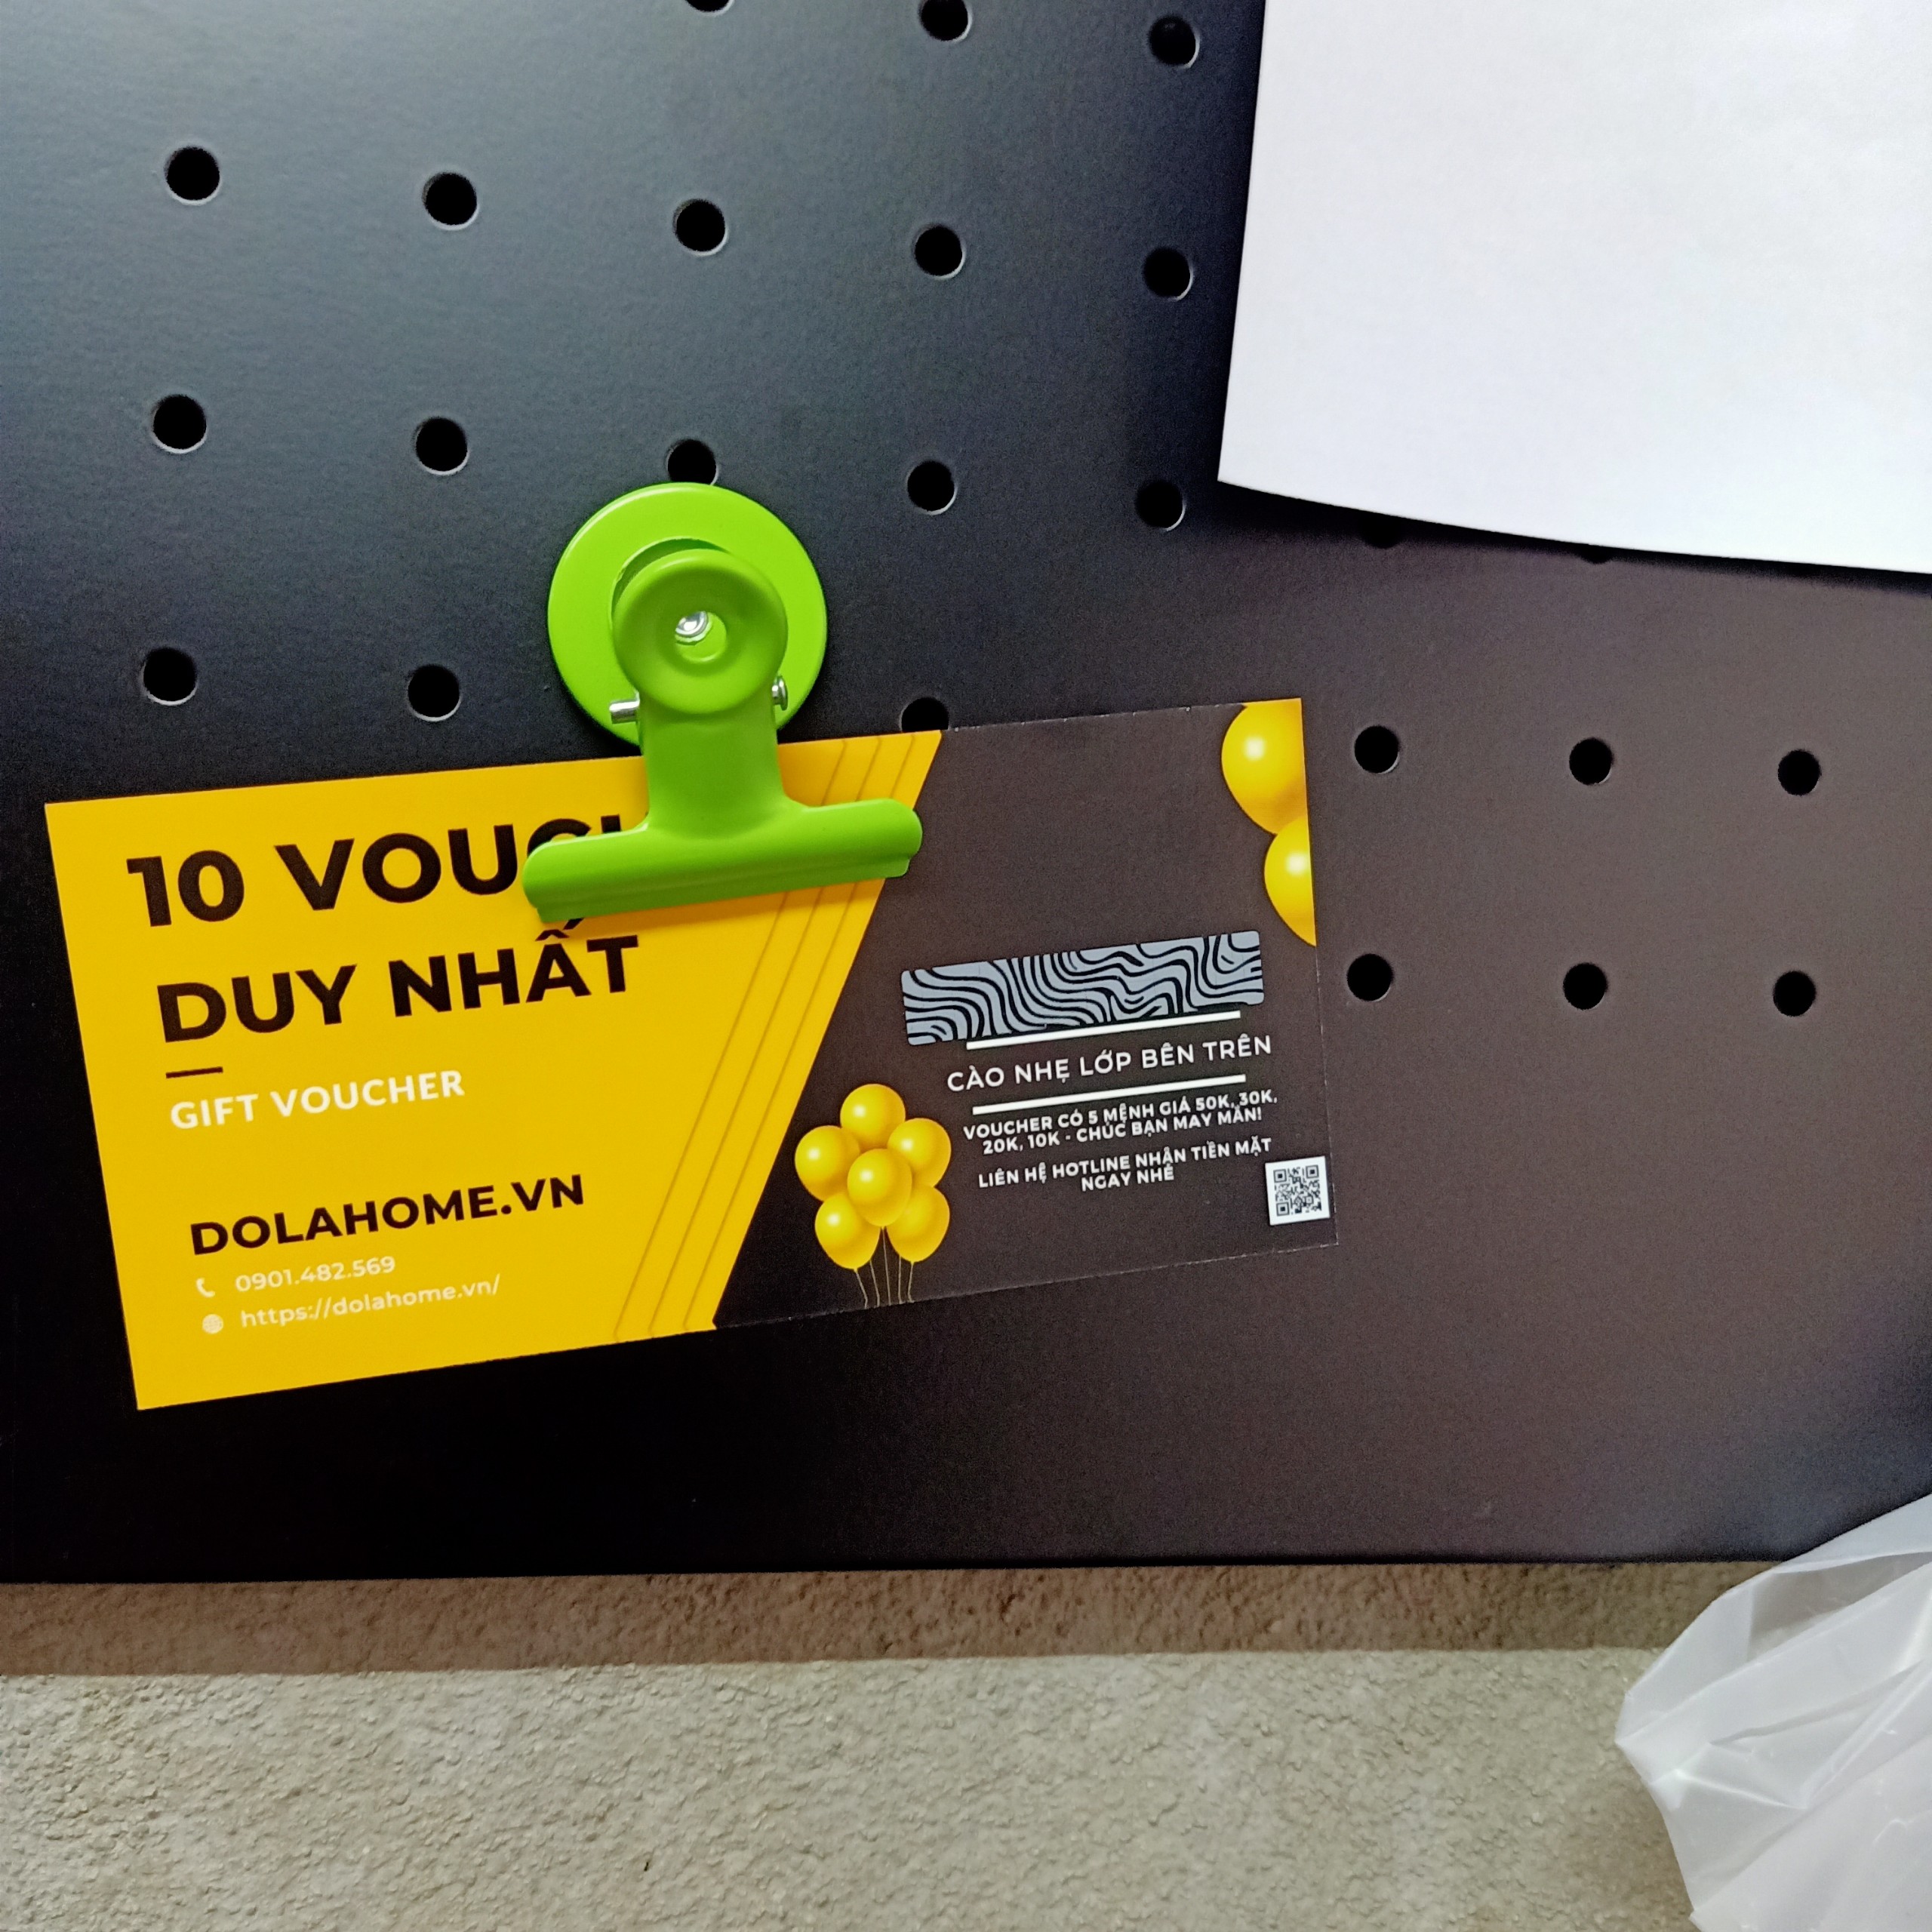 10 VOUC
DUY NHẤT
GIFT VOUCHER
DOLAHOME.VN
0901.482.569
https://dolahome.vn/
CÀO NHẸ LỚP BÊN TRÊN
VOUCHER CÓ 5 MỆNH GIÁ 50K, 30K,
20K, 10K - CHÚC BẠN MAY MẮN!
LIÊN HỆ HOTLINE NHẬN TIỀN MẶT
NGAY NHÉ